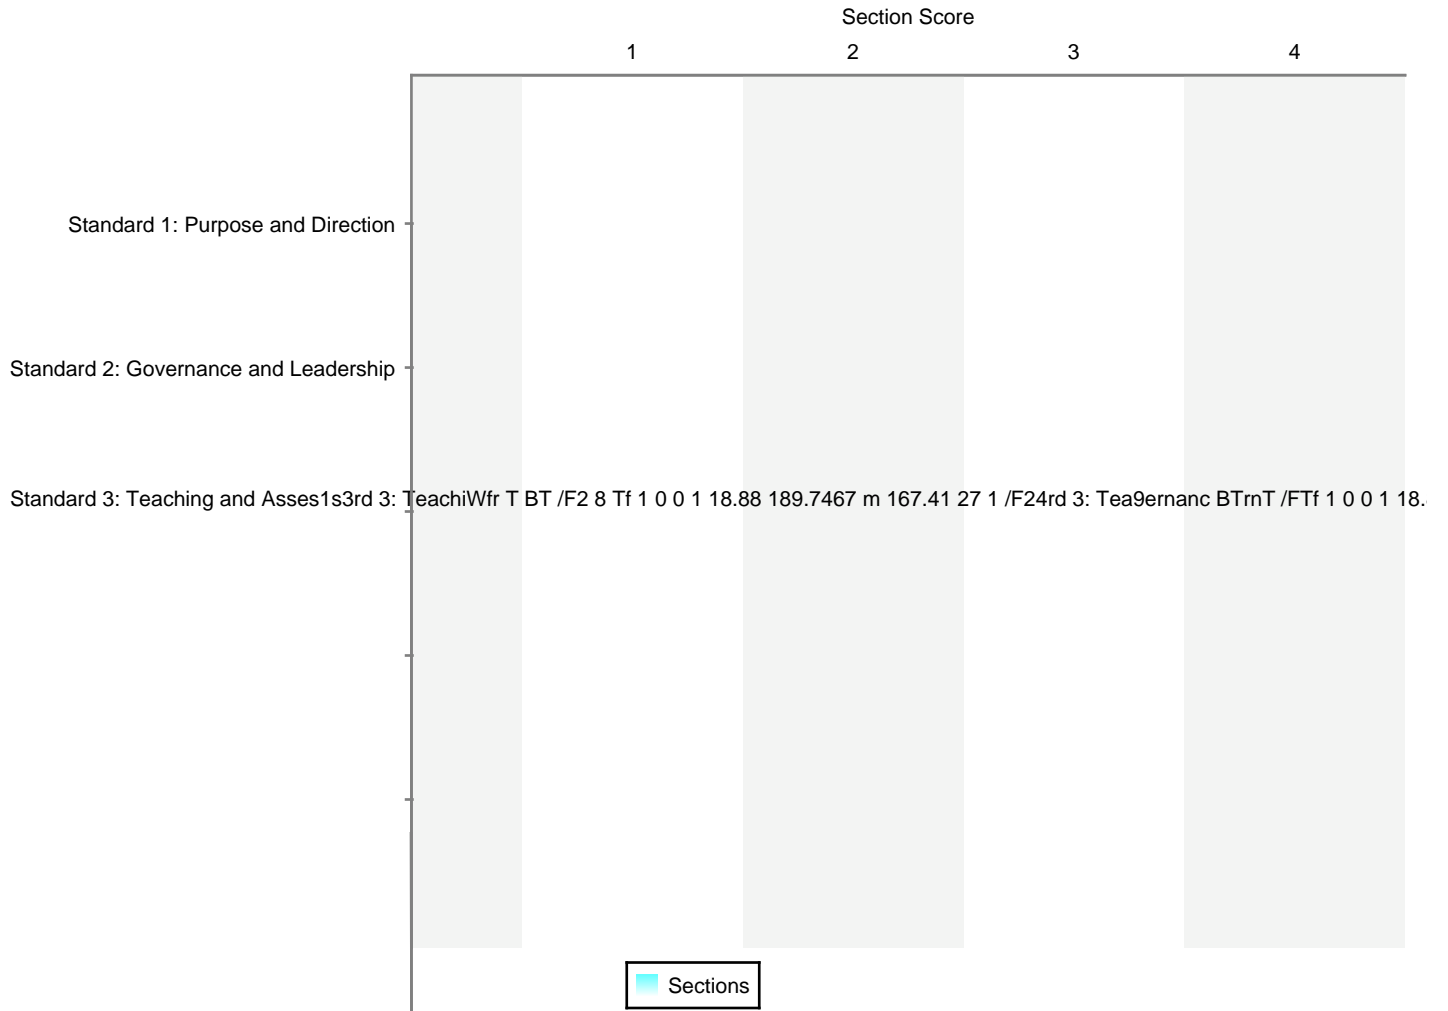 Section Score
1 2 3 4
Standard 1: Purpose and Direction
Standard 2: Governance and Leadership
Standard 3: Teaching and Asses1s3rd 3: TeachiWfr T BT /F2 8 Tf 1 0 0 1 18.88 189.7467 m 167.41 27 1 /F24rd 3: Tea9ernanc BTrnT /FTf 1 0 0 1 18.
Sections